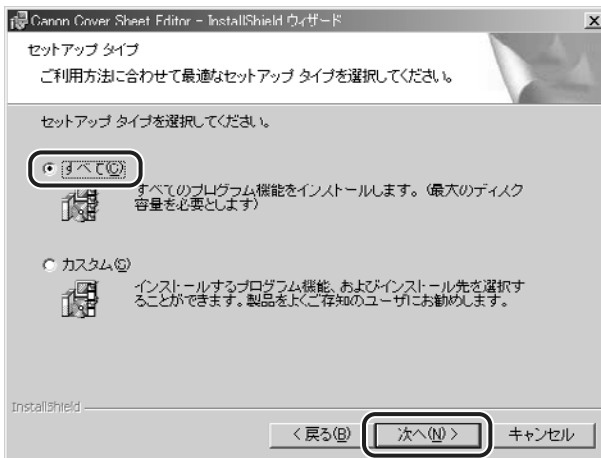 Canon Cover Sheet Editor - InstallShield ウィザード
セットアップ タイプ
ご利用方法に合わせて最適なセットアップ タイプを選択してください。
セットアップ タイプを選択してください。
すべて(C)
すべてのプログラム機能をインストールします。(最大のディスク
容量を必要とします)
カスタム(S)
インストールするプログラム機能、およびインストール先を選択す
ることができます。製品をよくご存知のユーザにお勧めします。
InstallShield
< 戻る(B)
次へ(N) >
キャンセル